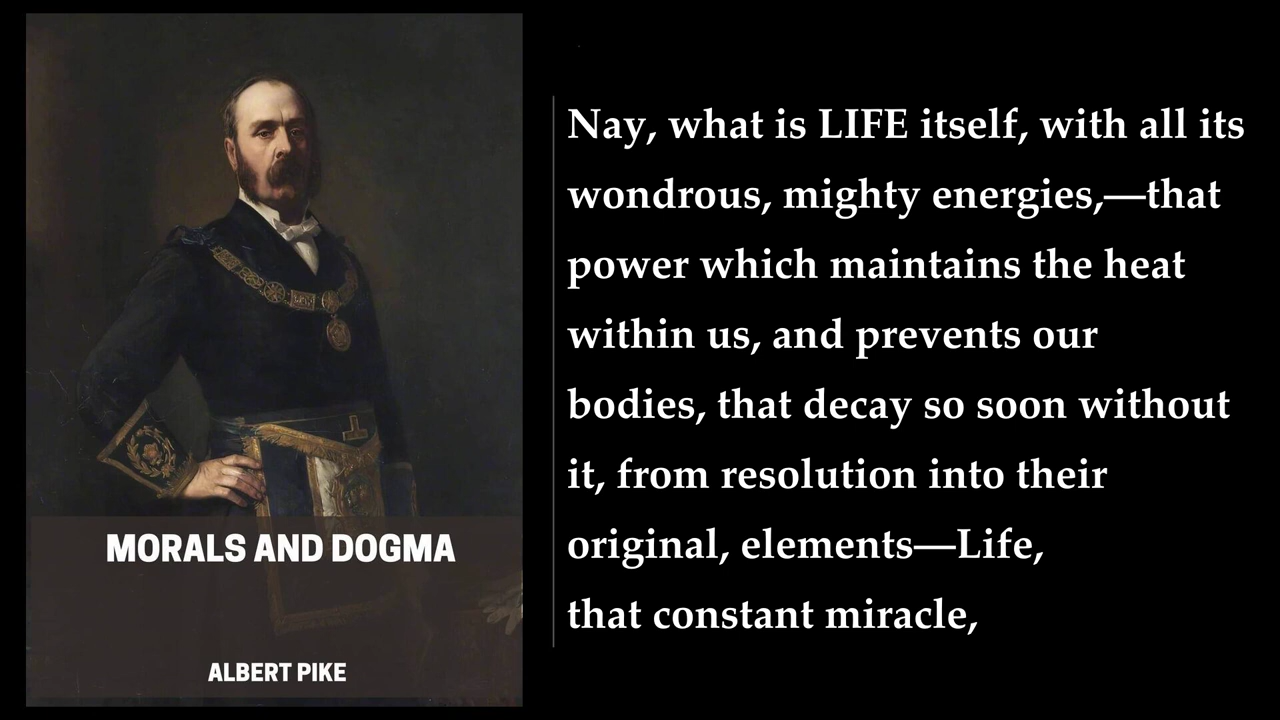 MORALS AND DOGMA
ALBERT PIKE
Nay, what is LIFE itself, with all its
wondrous, mighty energies,—that
power which maintains the heat
within us, and prevents our
bodies, that decay so soon without
it, from resolution into their
original, elements—Life,
that constant miracle,